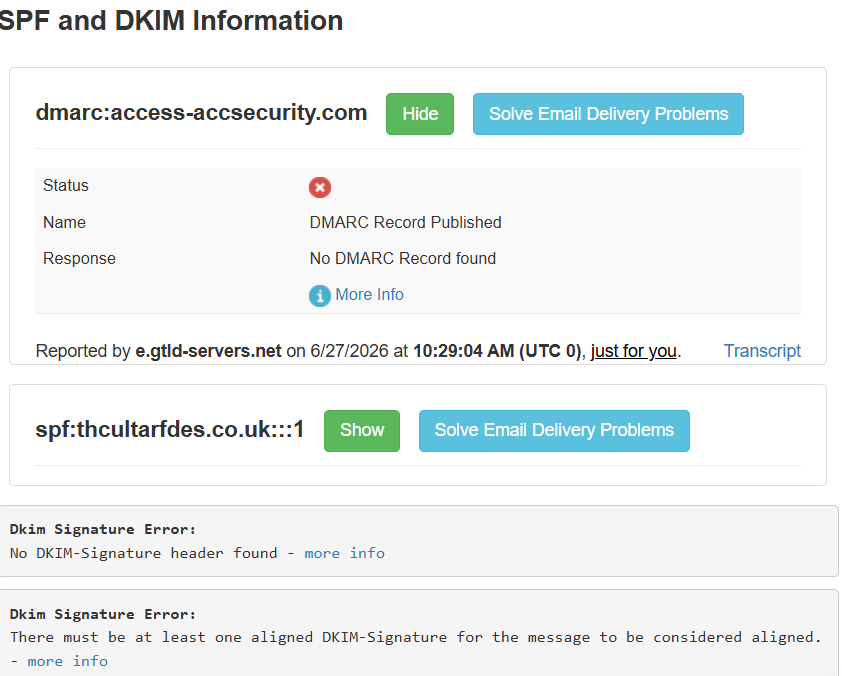 SPF and DKIM Information
dmarc:access-accsecurity.com Hide Solve Email Delivery Problems
Status
Name DMARC Record Published
Response No DMARC Record found
More Info
Reported by e.gtld-servers.net on 6/27/2026 at 10:29:04 AM (UTC 0), just for you. Transcript
spf:thcultarfdes.co.uk:::1 Show Solve Email Delivery Problems
Dkim Signature Error:
No DKIM-Signature header found - more info
Dkim Signature Error:
There must be at least one aligned DKIM-Signature for the message to be considered aligned.
- more info